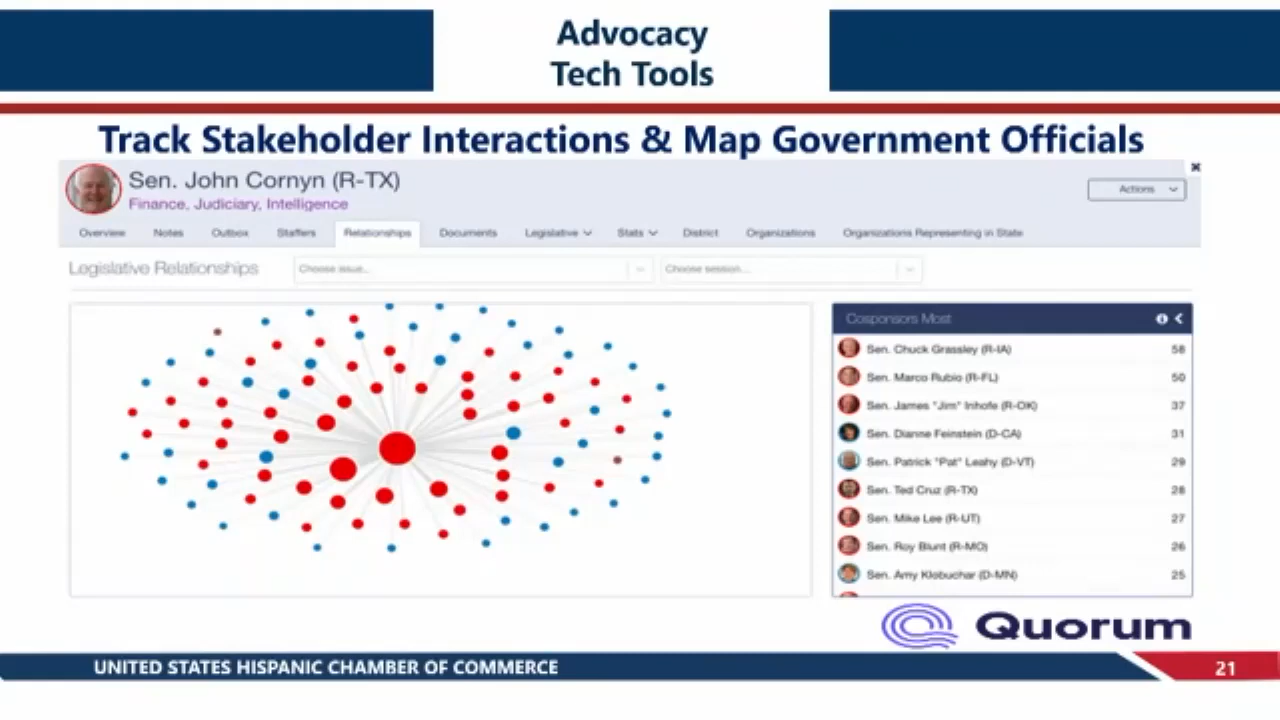 Advocacy
Tech Tools
Track Stakeholder Interactions & Map Government Officials
Sen. John Cornyn (R-TX)
Finance, Judiciary, Intelligence
Actions
Overview Notes Outbox Staffers Relationships Documents Legislative Stats District Organizations Organizations Representing in State
Legislative Relationships Choose issue... Choose session...
Cosponsors Most
Sen. Chuck Grassley (R-IA) 58
Sen. Marco Rubio (R-FL) 50
Sen. James "Jim" Inhofe (R-OK) 37
Sen. Dianne Feinstein (D-CA) 31
Sen. Patrick "Pat" Leahy (D-VT) 29
Sen. Ted Cruz (R-TX) 28
Sen. Mike Lee (R-UT) 27
Sen. Roy Blunt (R-MO) 26
Sen. Amy Klobuchar (D-MN) 25
Quorum
UNITED STATES HISPANIC CHAMBER OF COMMERCE
21